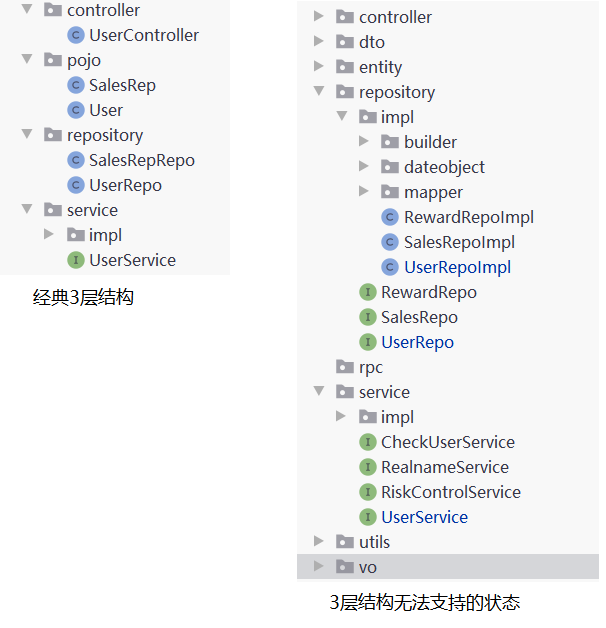 controller
UserController
pojo
SalesRep
User
repository
SalesRepRepo
UserRepo
service
impl
UserService
经典3层结构
controller
dto
entity
repository
impl
builder
dateobject
mapper
RewardRepoImpl
SalesRepoImpl
UserRepoImpl
RewardRepo
SalesRepo
UserRepo
rpc
service
impl
CheckUserService
RealnameService
RiskControlService
UserService
utils
vo
3层结构无法支持的状态